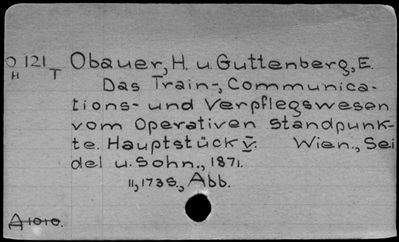 O 121 Obauer, H. u. Guttenberg, E.
H T
Das Train-, Communica-
tions- und Verpflegswesen
vom Operativen Standpunk-
te. Hauptstück V. Wien., Sei
del u. Sohn., 1871.
11, 173 S., Abb.
A 1010.